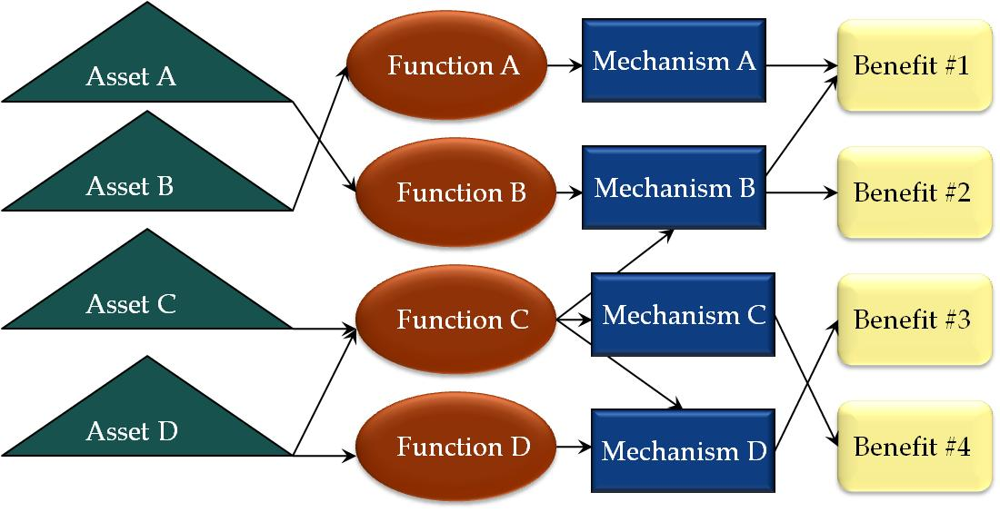 Asset A
Function A
Mechanism A
Benefit #1
Asset B
Function B
Mechanism B
Benefit #2
Asset C
Function C
Mechanism C
Benefit #3
Asset D
Function D
Mechanism D
Benefit #4